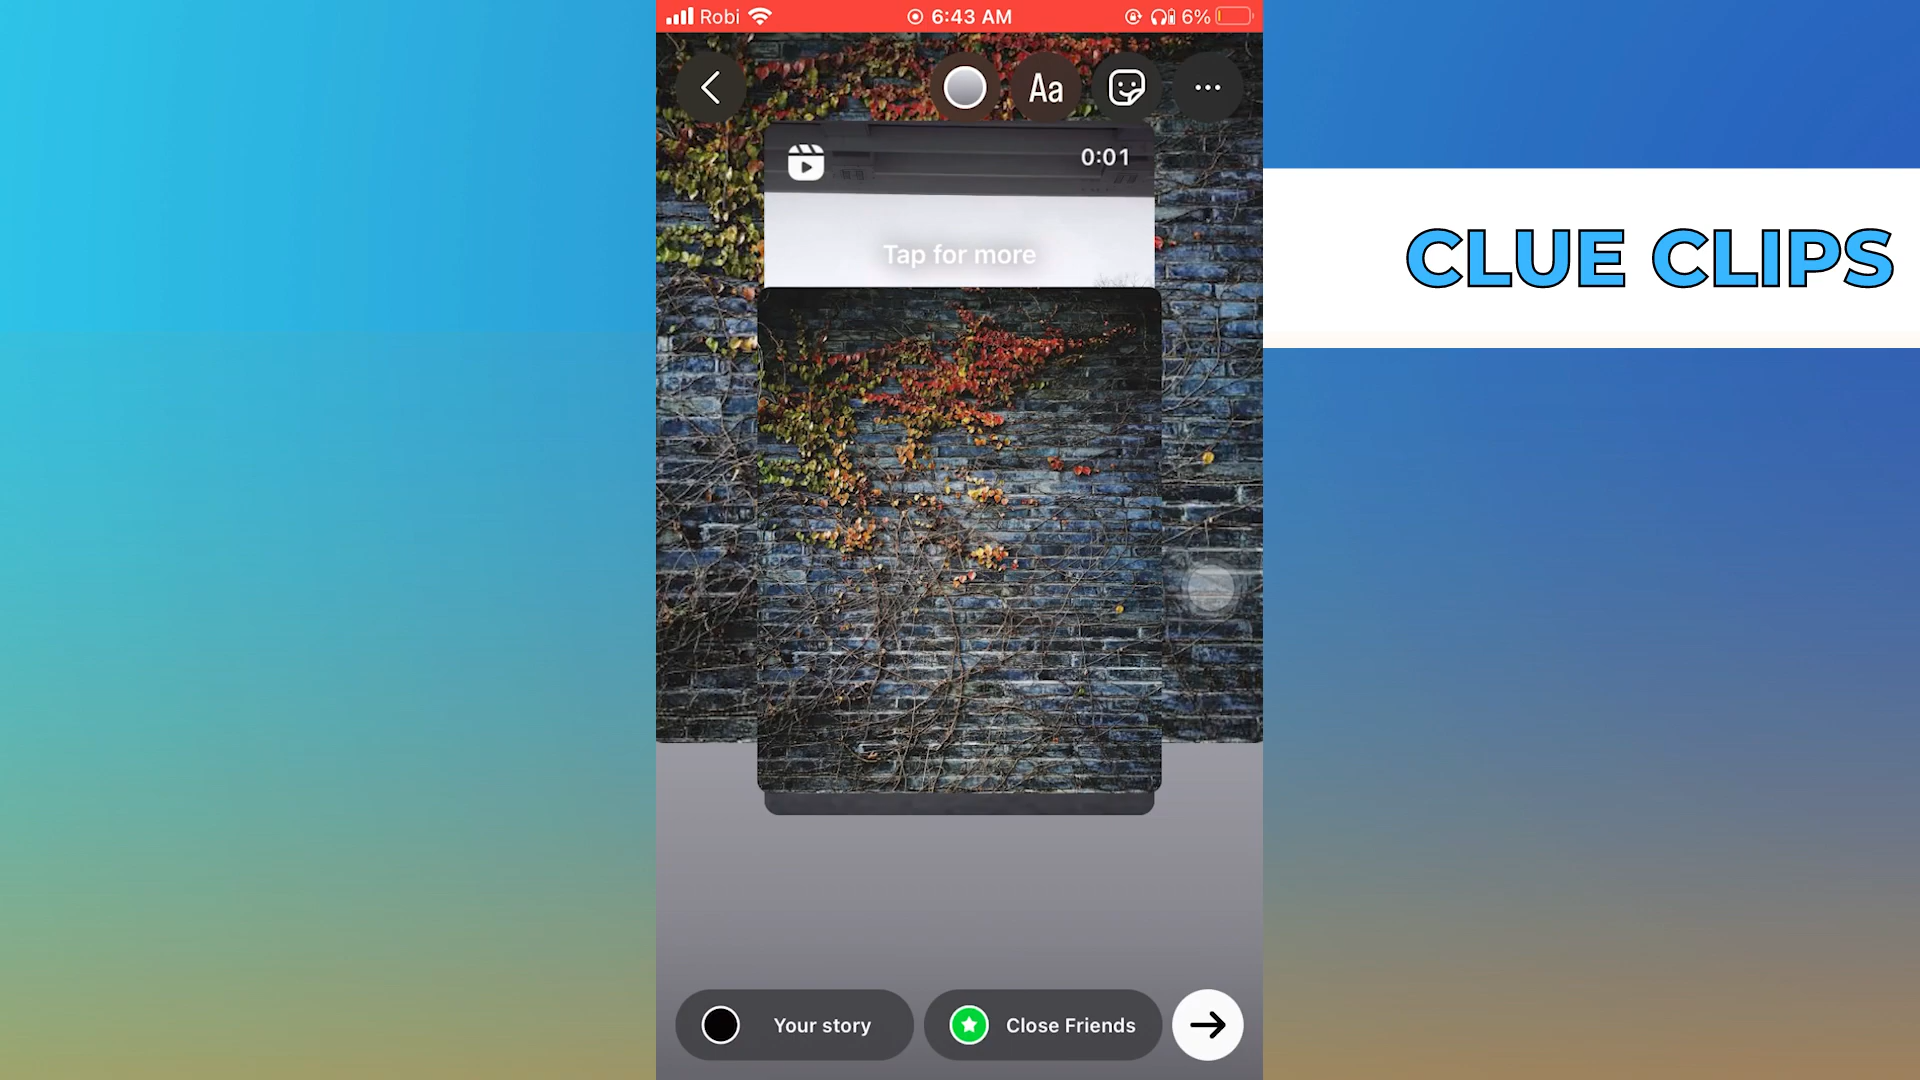 Robi
6:43 AM
6%
Aa
0:01
Tap for more
CLUE CLIPS
Your story
Close Friends